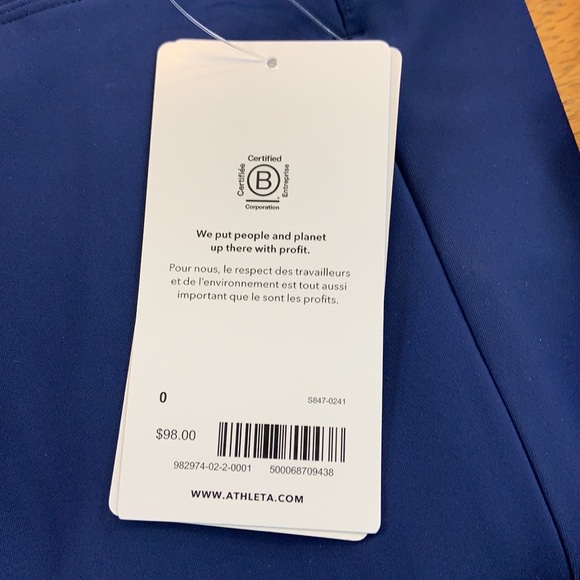 Certified
Certifiée
B
Entreprise
Corporation
We put people and planet
up there with profit.
Pour nous, le respect des travailleurs
et de l'environnement est tout aussi
important que le sont les profits.
0
S847-0241
$98.00
982974-02-2-0001 500068709438
WWW.ATHLETA.COM